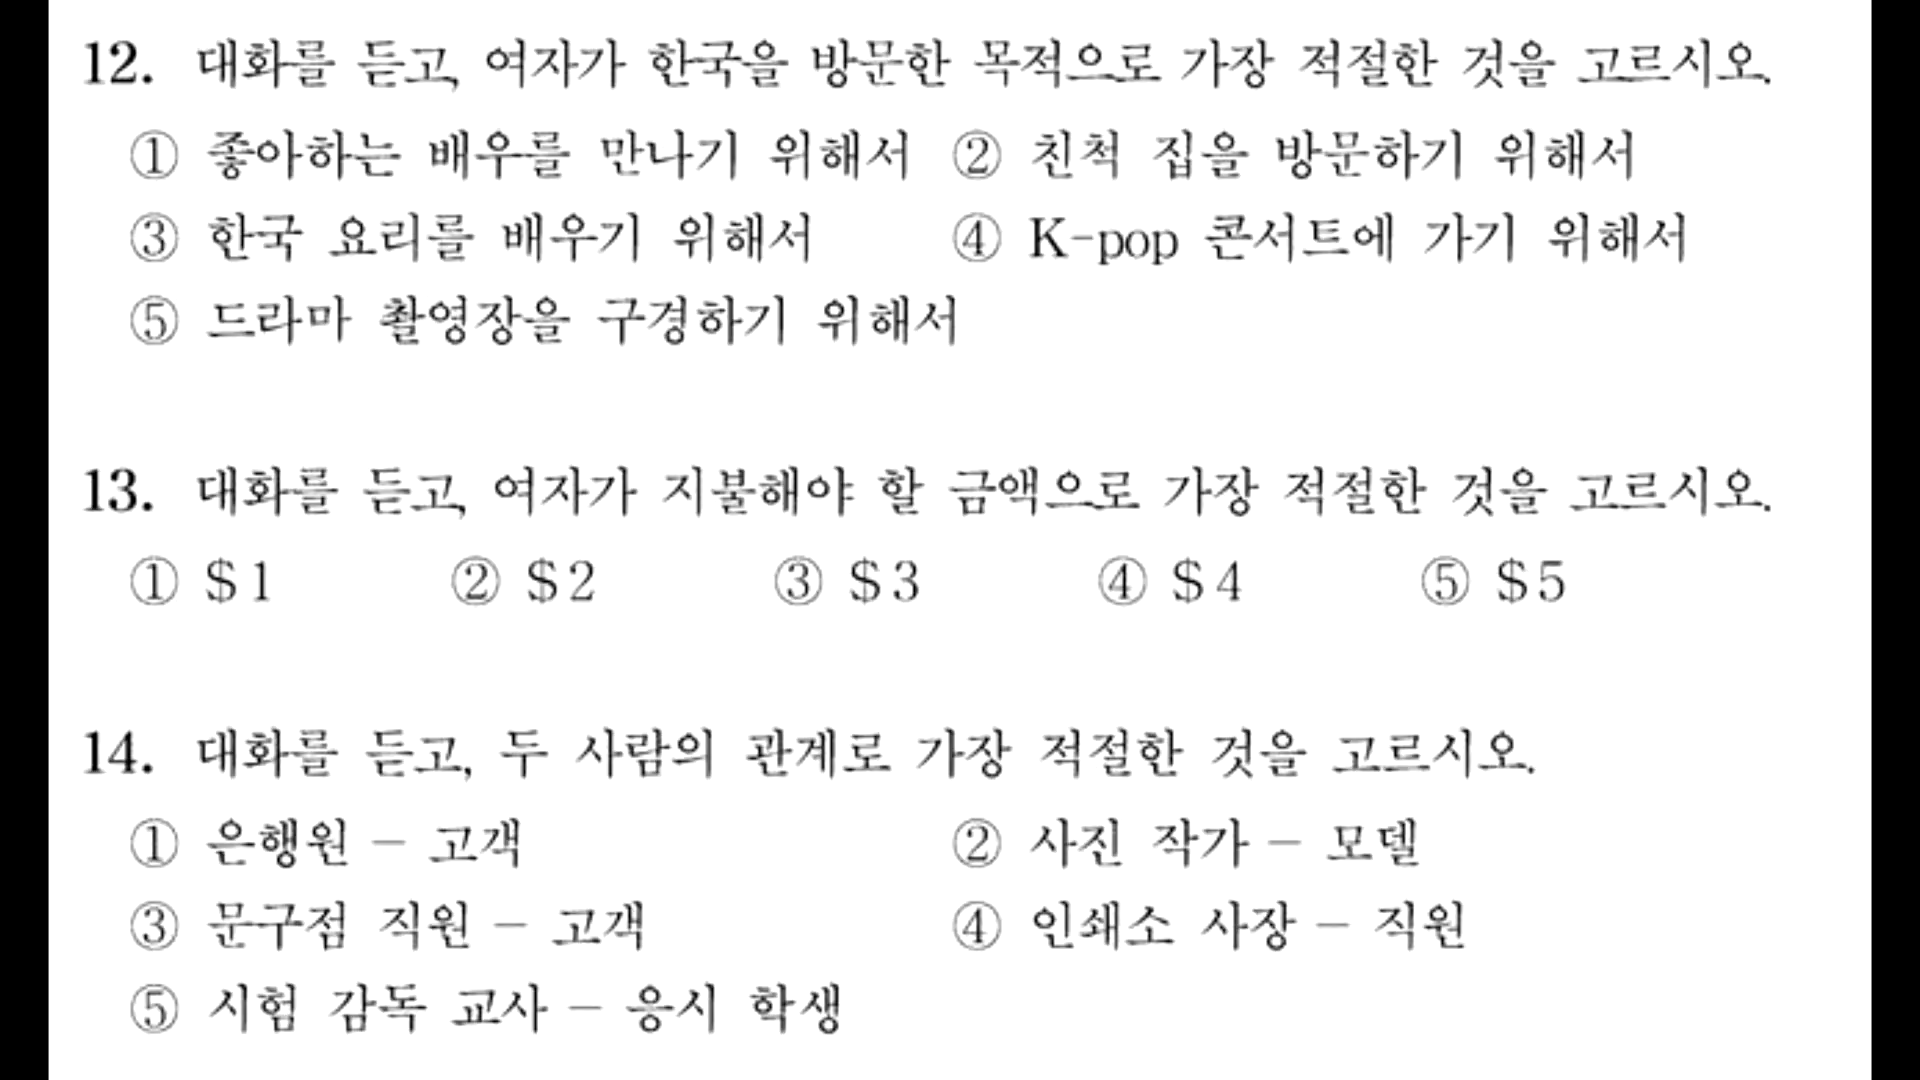 12. 대화를 듣고, 여자가 한국을 방문한 목적으로 가장 적절한 것을 고르시오.
① 좋아하는 배우를 만나기 위해서 ② 친척 집을 방문하기 위해서
③ 한국 요리를 배우기 위해서 ④ K-pop 콘서트에 가기 위해서
⑤ 드라마 촬영장을 구경하기 위해서
13. 대화를 듣고, 여자가 지불해야 할 금액으로 가장 적절한 것을 고르시오.
① $1 ② $2 ③ $3 ④ $4 ⑤ $5
14. 대화를 듣고, 두 사람의 관계로 가장 적절한 것을 고르시오.
① 은행원 – 고객 ② 사진 작가 – 모델
③ 문구점 직원 – 고객 ④ 인쇄소 사장 – 직원
⑤ 시험 감독 교사 – 응시 학생